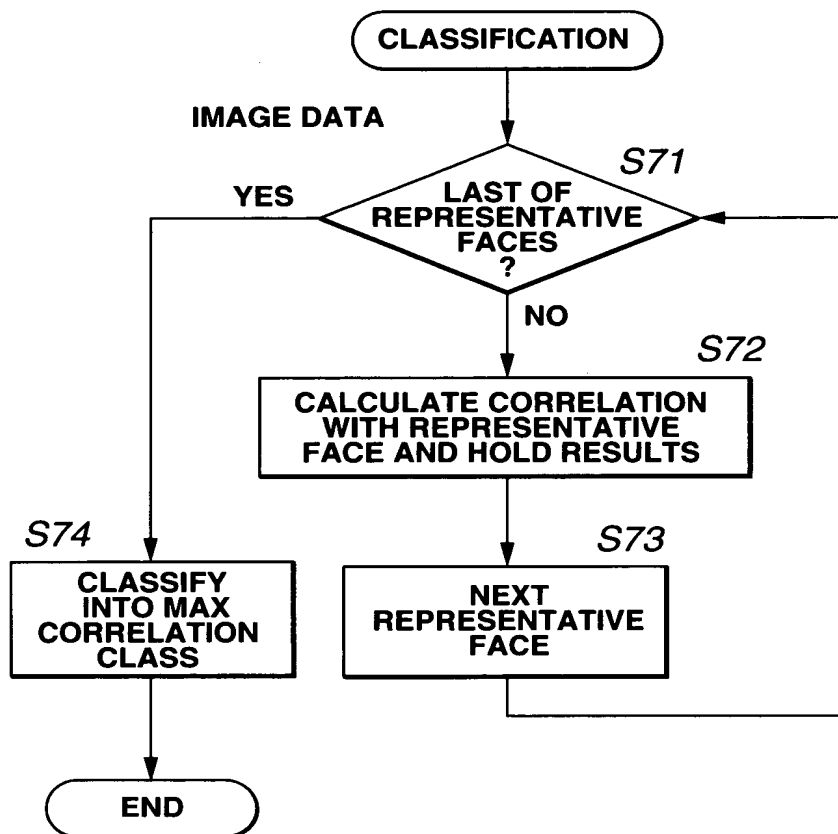 CLASSIFICATION
IMAGE DATA
S71
YES
LAST OF
REPRESENTATIVE
FACES
?
NO
S72
CALCULATE CORRELATION
WITH REPRESENTATIVE
FACE AND HOLD RESULTS
S74
S73
CLASSIFY
INTO MAX
CORRELATION
CLASS
NEXT
REPRESENTATIVE
FACE
END